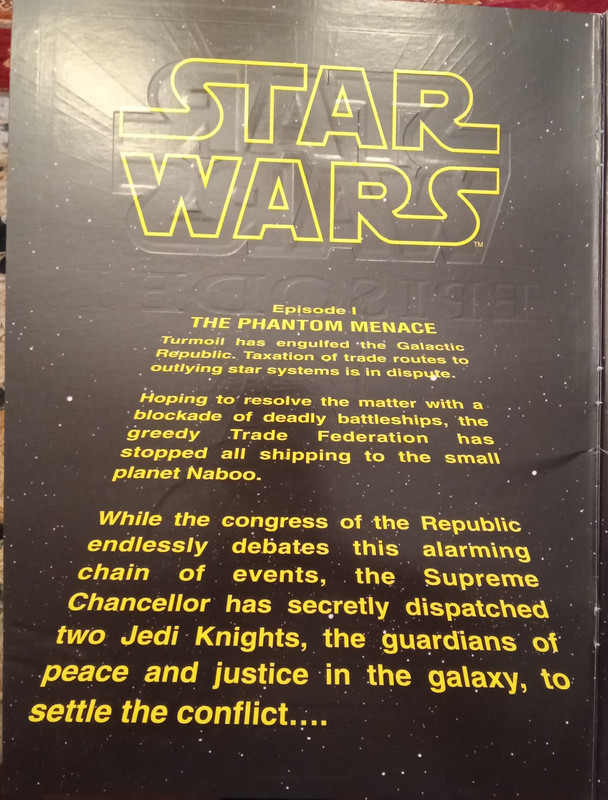 STAR
WARS
TM
Episode I
THE PHANTOM MENACE
Turmoil has engulfed the Galactic
Republic. Taxation of trade routes to
outlying star systems is in dispute.
Hoping to resolve the matter with a
blockade of deadly battleships, the
greedy Trade Federation has
stopped all shipping to the small
planet Naboo.
While the congress of the Republic
endlessly debates this alarming
chain of events, the Supreme
Chancellor has secretly dispatched
two Jedi Knights, the guardians of
peace and justice in the galaxy, to
settle the conflict....